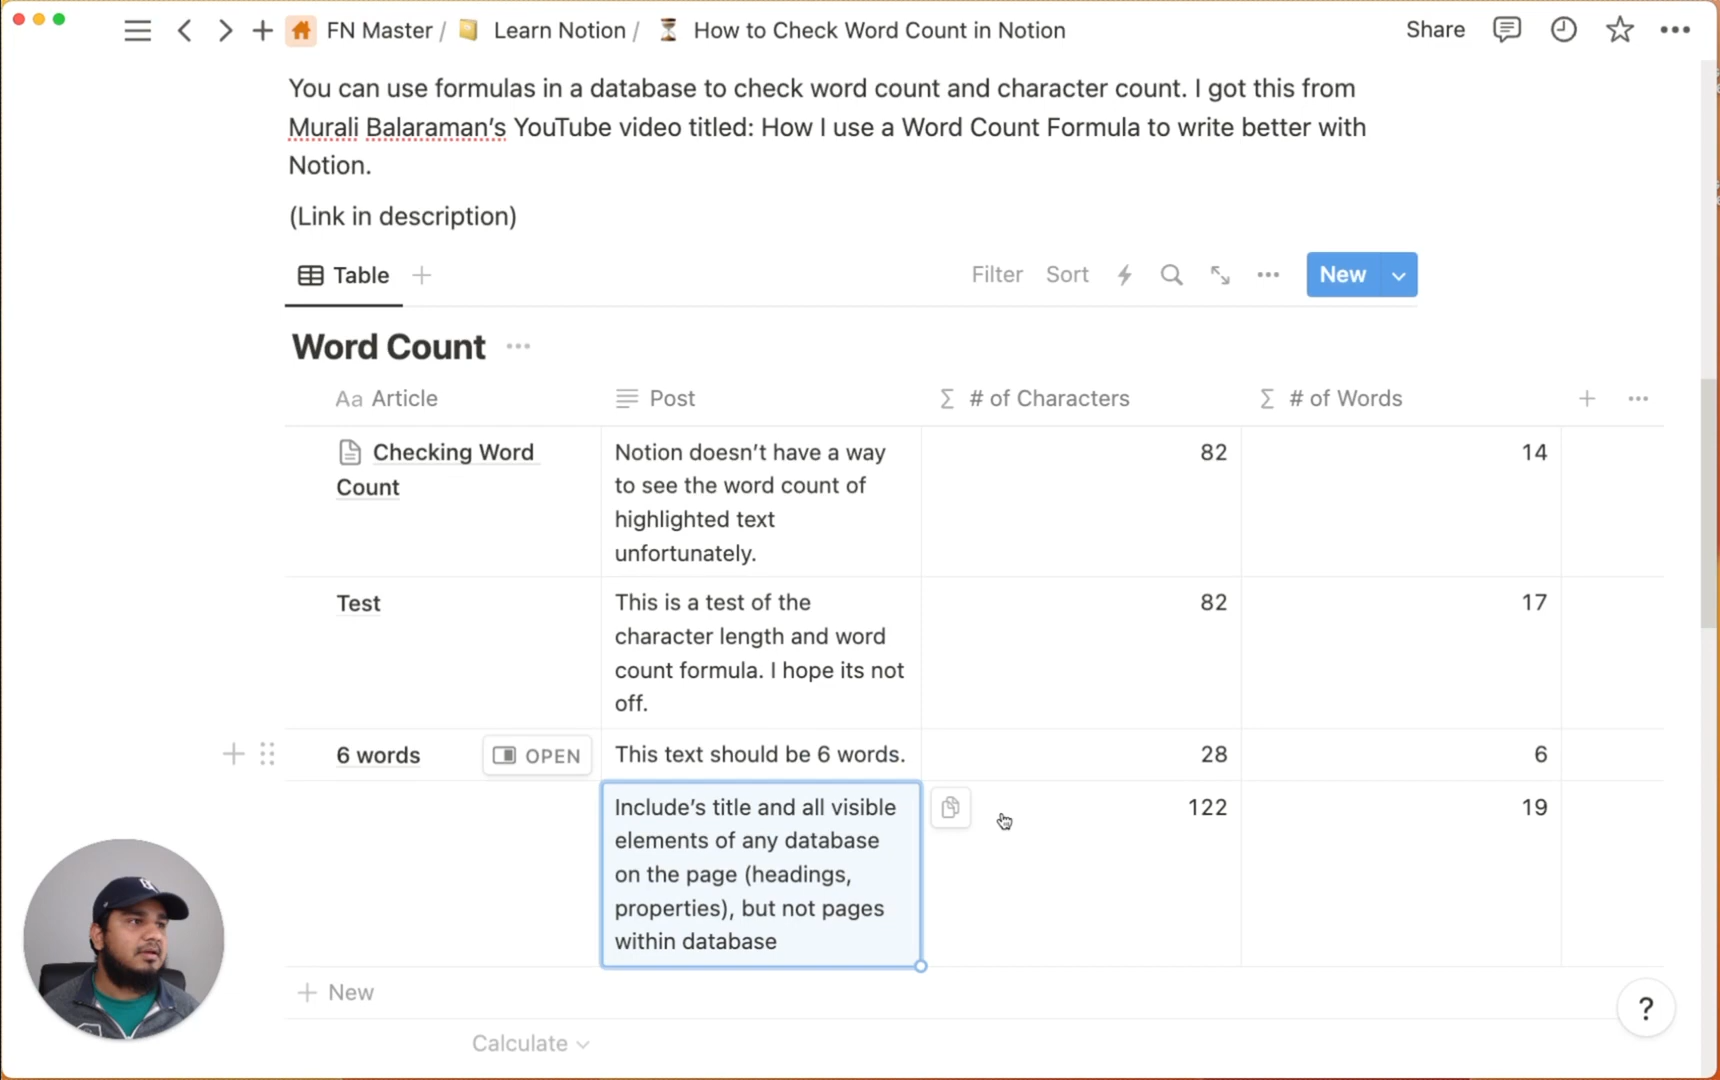 FN Master / Learn Notion / How to Check Word Count in Notion Share
You can use formulas in a database to check word count and character count. I got this from
Murali Balaraman’s YouTube video titled: How I use a Word Count Formula to write better with
Notion.
(Link in description)
Table Filter Sort New
Word Count
Aa Article Post Σ # of Characters Σ # of Words
Checking Word
Count
Notion doesn’t have a way
to see the word count of
highlighted text
unfortunately.
82
14
Test
This is a test of the
character length and word
count formula. I hope its not
off.
82
17
6 words
OPEN
This text should be 6 words.
28
6
Include’s title and all visible
elements of any database
on the page (headings,
properties), but not pages
within database
122
19
+ New
Calculate
?